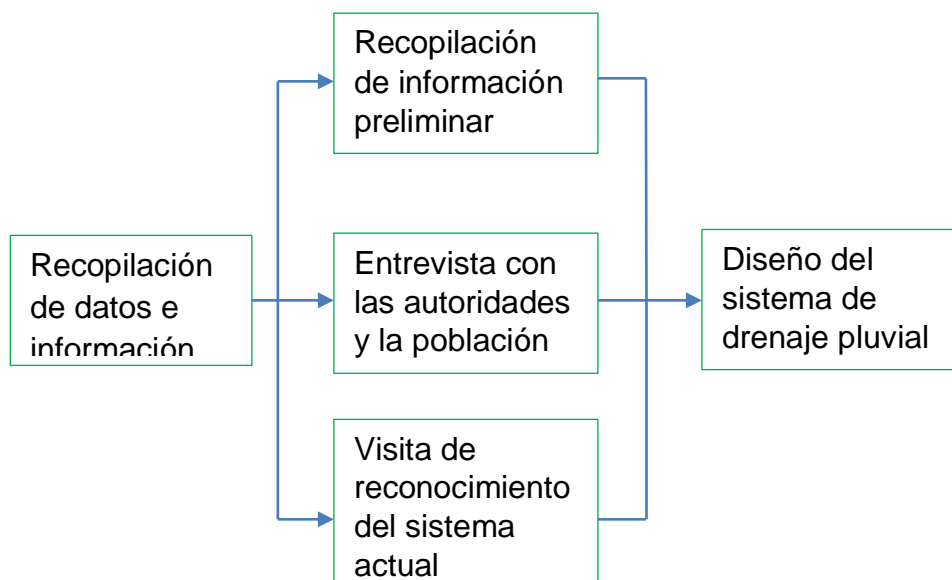 Recopilación
de información
preliminar
Recopilación
de datos e
información
Entrevista con
las autoridades
y la población
Diseño del
sistema de
drenaje pluvial
Visita de
reconocimiento
del sistema
actual